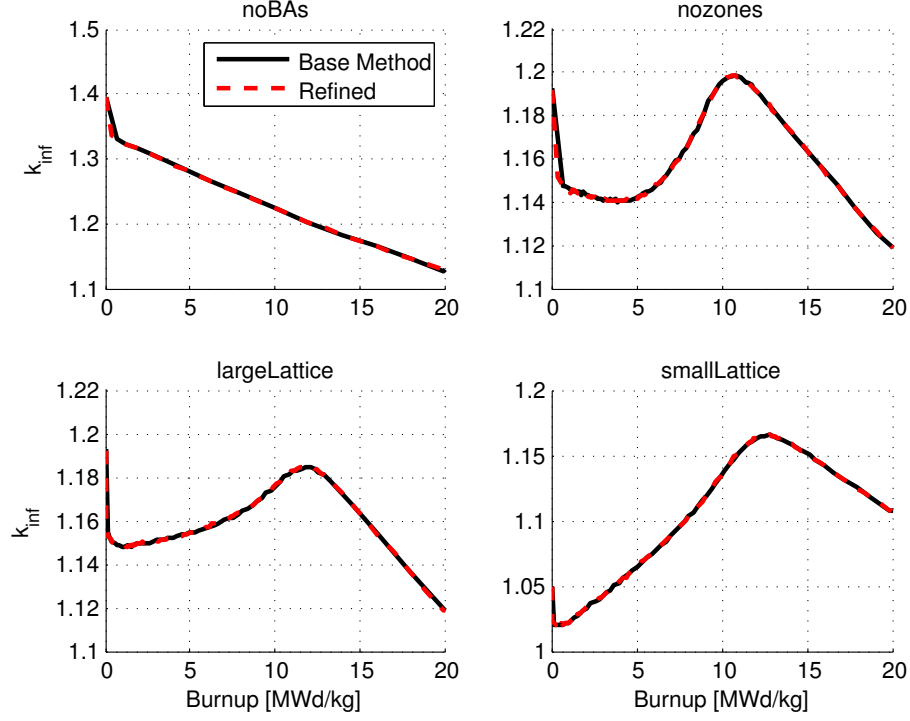 noBAs
1.5
1.4
1.3
1.2
1.1
k_inf
0 5 10 15 20
Base Method
Refined
nozones
1.22
1.2
1.18
1.16
1.14
1.12
1.1
0 5 10 15 20
largeLattice
1.22
1.2
1.18
1.16
1.14
1.12
1.1
k_inf
0 5 10 15 20
Burnup [MWd/kg]
smallLattice
1.2
1.15
1.1
1.05
1
0 5 10 15 20
Burnup [MWd/kg]